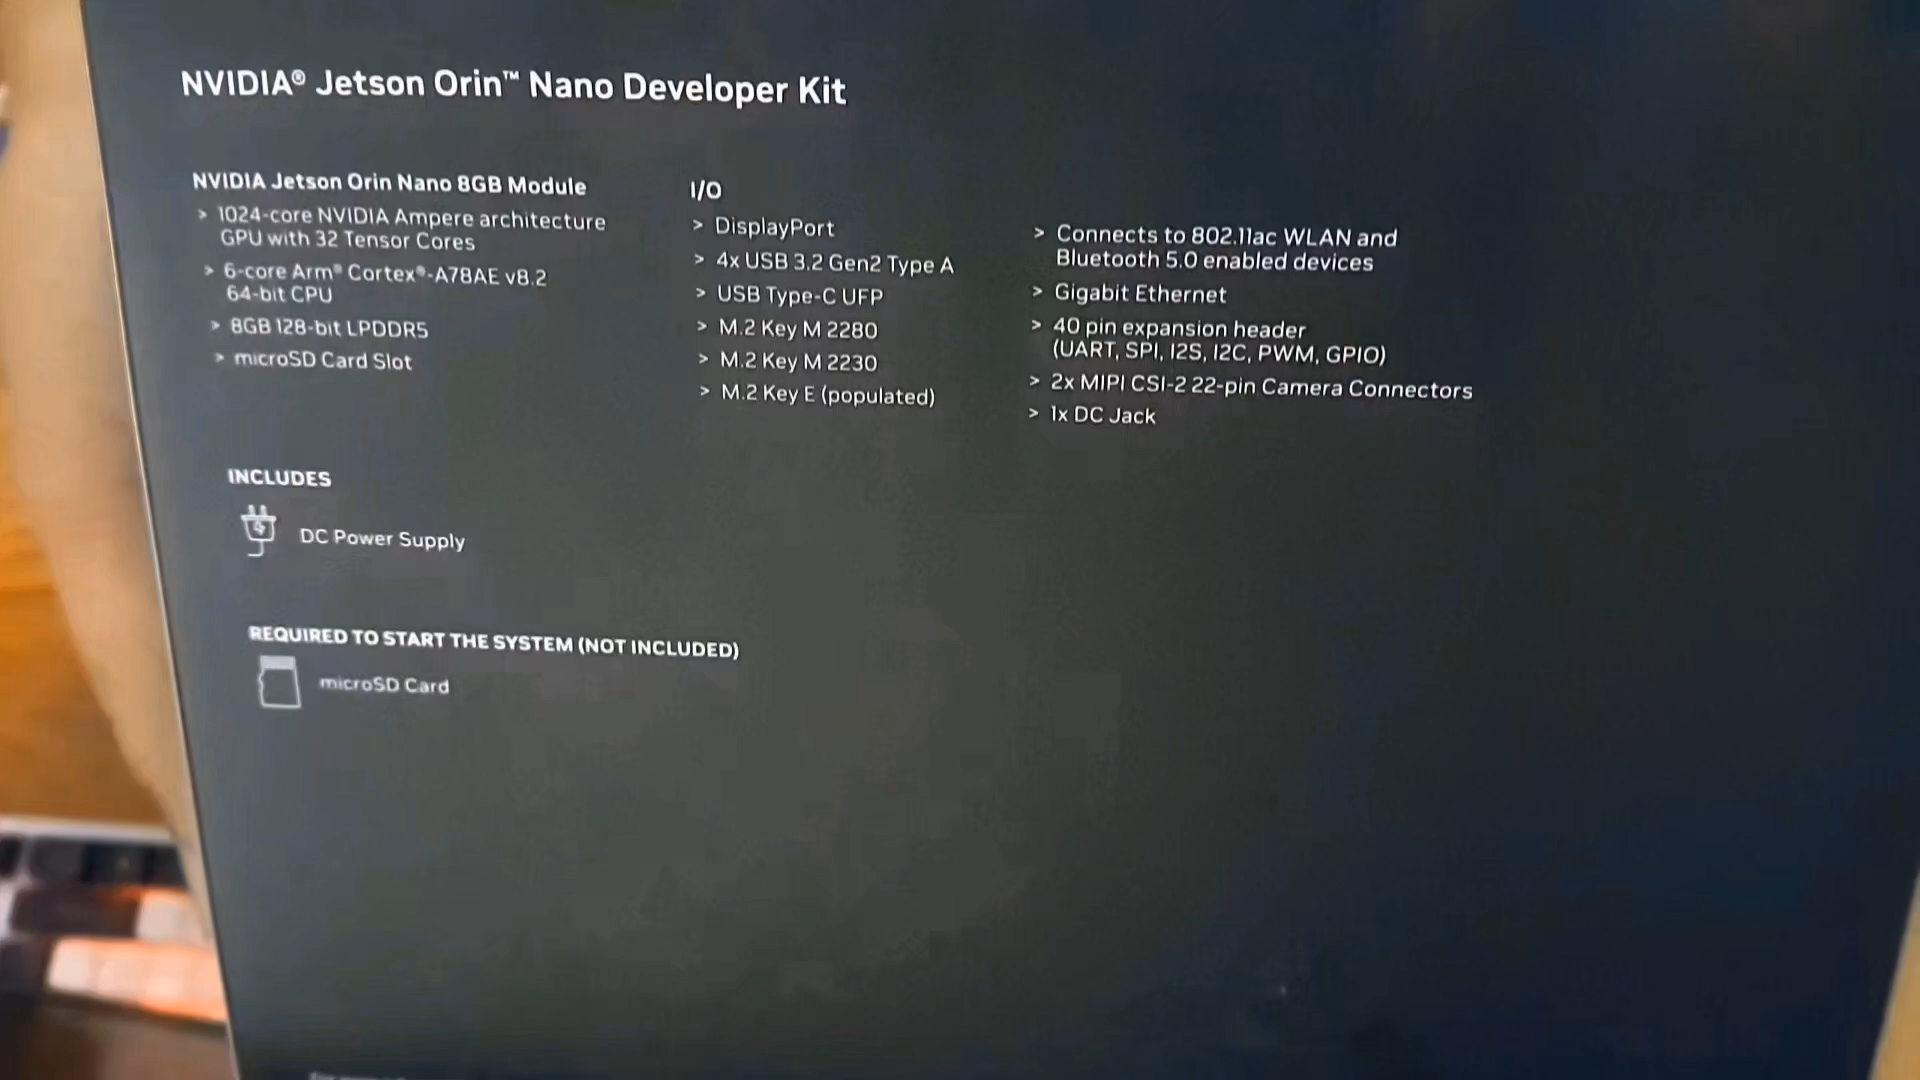 NVIDIA® Jetson Orin™ Nano Developer Kit
NVIDIA Jetson Orin Nano 8GB Module
> 1024-core NVIDIA Ampere architecture
GPU with 32 Tensor Cores
> 6-core Arm® Cortex®-A78AE v8.2
64-bit CPU
> 8GB 128-bit LPDDR5
> microSD Card Slot
I/O
> DisplayPort
> 4x USB 3.2 Gen2 Type A
> USB Type-C UFP
> M.2 Key M 2280
> M.2 Key M 2230
> M.2 Key E (populated)
> Connects to 802.11ac WLAN and
Bluetooth 5.0 enabled devices
> Gigabit Ethernet
> 40 pin expansion header
(UART, SPI, I2S, I2C, PWM, GPIO)
> 2x MIPI CSI-2 22-pin Camera Connectors
> 1x DC Jack
INCLUDES
DC Power Supply
REQUIRED TO START THE SYSTEM (NOT INCLUDED)
microSD Card